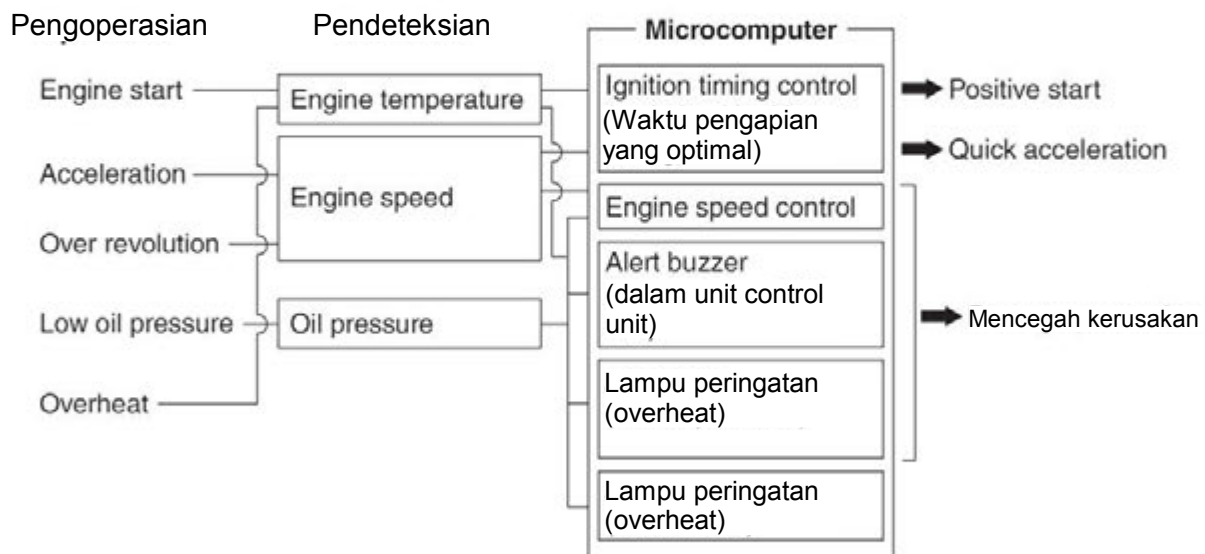 Pengoperasian
Pendeteksian
Microcomputer
Engine start
Acceleration
Over revolution
Low oil pressure
Overheat
Engine temperature
Engine speed
Oil pressure
Ignition timing control
(Waktu pengapian
yang optimal)
Engine speed control
Alert buzzer
(dalam unit control
unit)
Lampu peringatan
(overheat)
Lampu peringatan
(overheat)
Positive start
Quick acceleration
Mencegah kerusakan